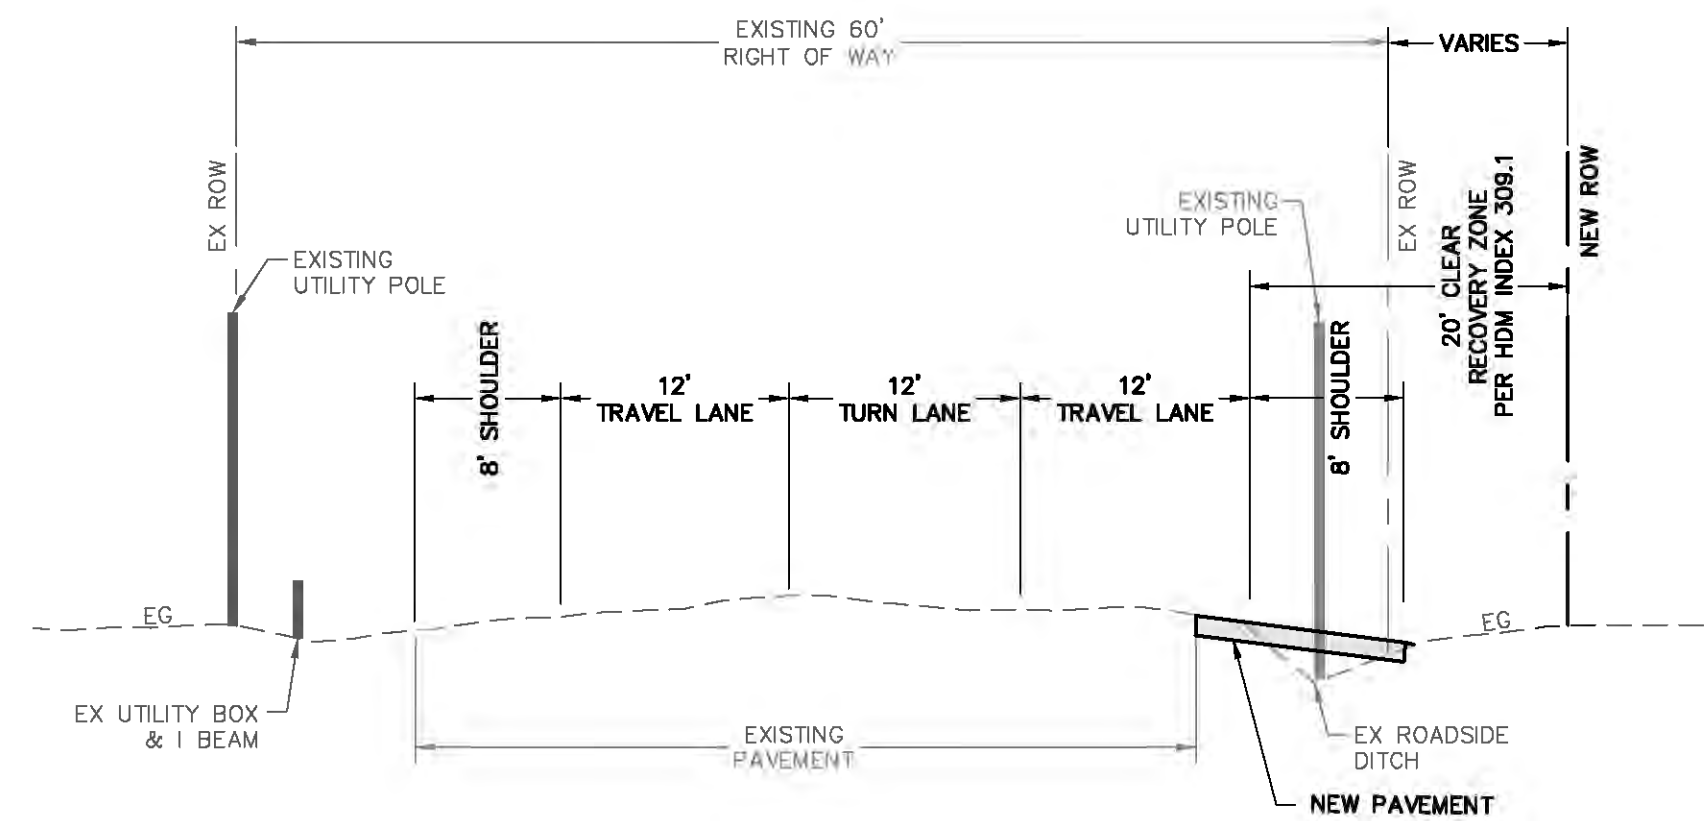 EXISTING 60'
RIGHT OF WAY
VARIES
EX ROW
EXISTING
UTILITY POLE
EXISTING
UTILITY POLE
EX ROW
20' CLEAR
RECOVERY ZONE
PER HDM INDEX 309.1
NEW ROW
8' SHOULDER
12'
TRAVEL LANE
12'
TURN LANE
12'
TRAVEL LANE
8' SHOULDER
EG
EG
EX UTILITY BOX
& I BEAM
EXISTING
PAVEMENT
EX ROADSIDE
DITCH
NEW PAVEMENT